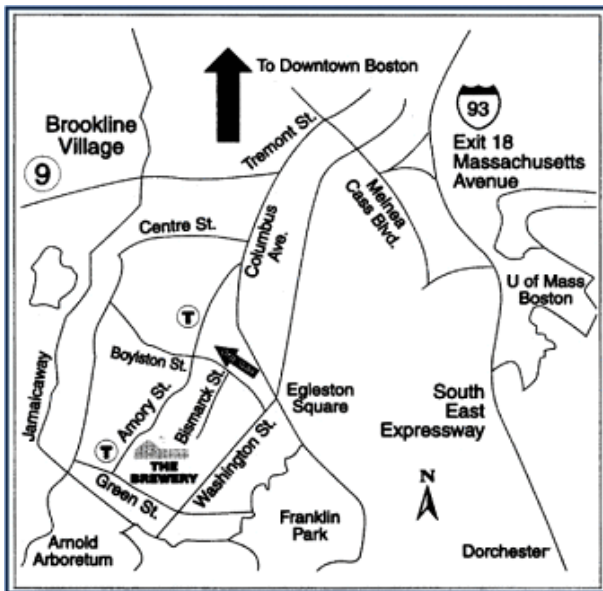 To Downtown Boston
93
Exit 18
Massachusetts
Avenue
Brookline
Village
9
Tremont St.
Melnea
Cass Blvd.
Centre St.
Columbus
Ave.
U of Mass
Boston
T
Boylston St.
Jamaicaway
Amory St.
Bismarck St.
Egleston
Square
South
East
Expressway
T
THE
BREWERY
Washington St.
Green St.
N
Franklin
Park
Arnold
Arboretum
Dorchester